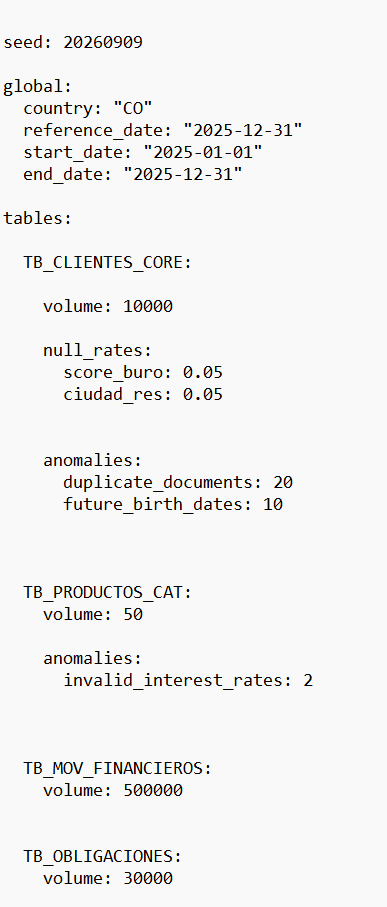 seed: 20260909
global:
country: "CO"
reference_date: "2025-12-31"
start_date: "2025-01-01"
end_date: "2025-12-31"
tables:
TB_CLIENTES_CORE:
volume: 10000
null_rates:
score_buro: 0.05
ciudad_res: 0.05
anomalies:
duplicate_documents: 20
future_birth_dates: 10
TB_PRODUCTOS_CAT:
volume: 50
anomalies:
invalid_interest_rates: 2
TB_MOV_FINANCIEROS:
volume: 500000
TB_OBLIGACIONES:
volume: 30000